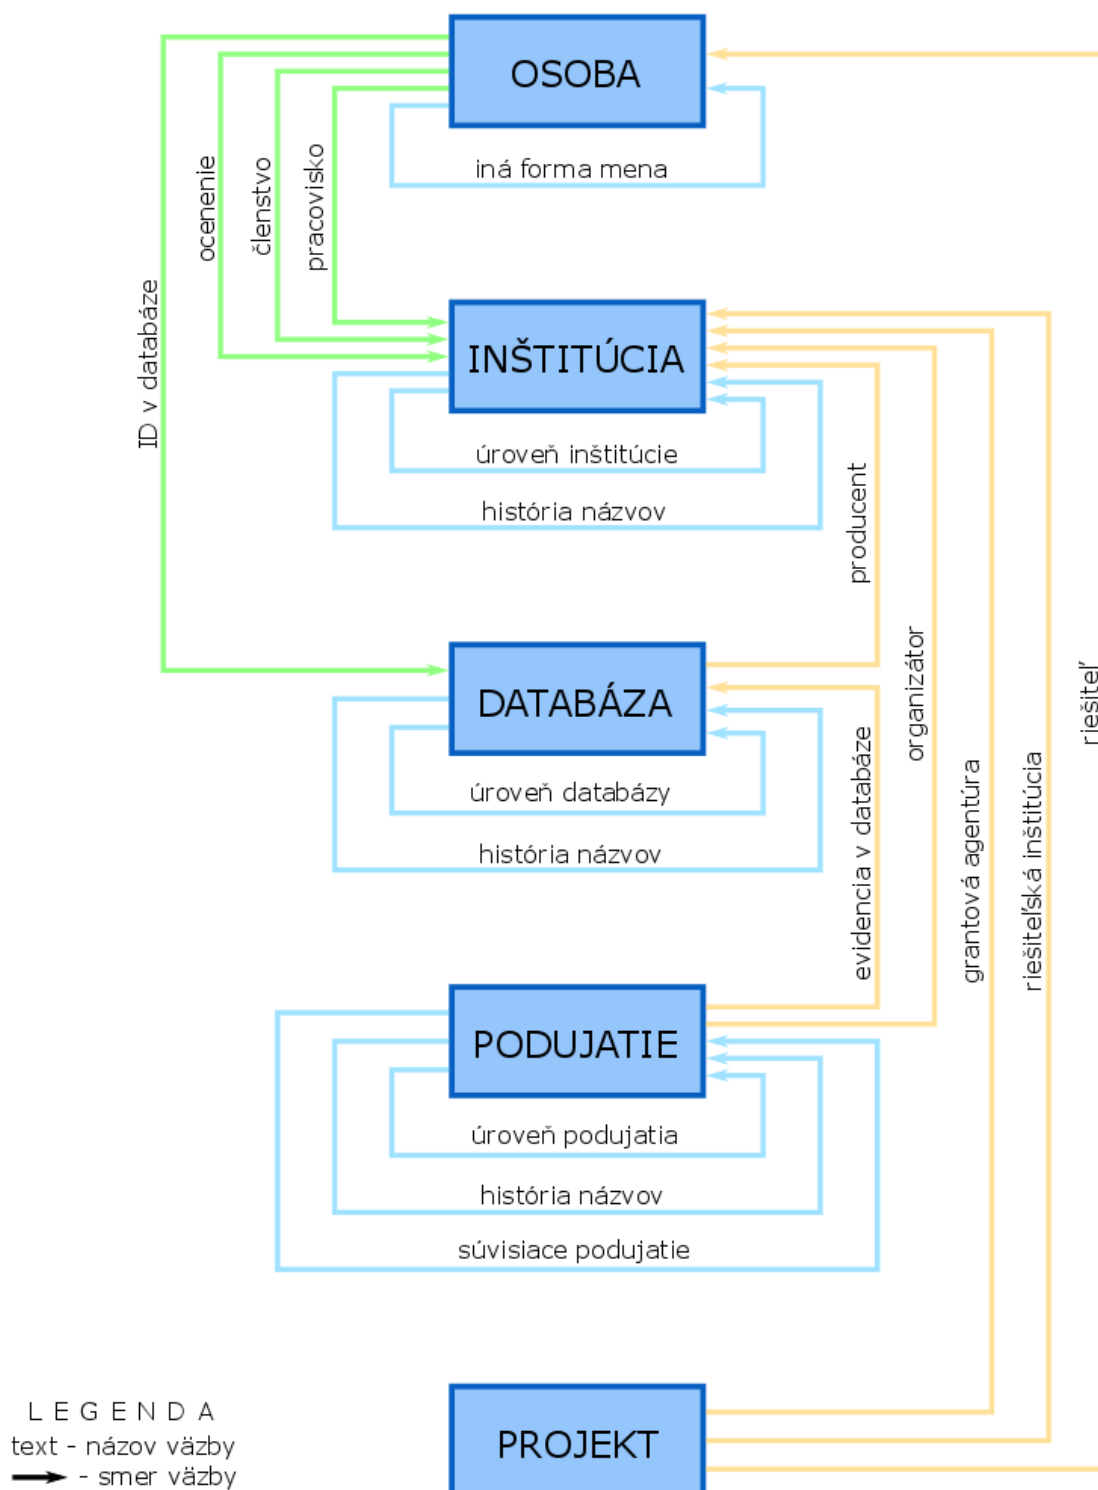 OSOBA
iná forma mena
ocenenie
členstvo
pracovisko
ID v databáze
INŠTITÚCIA
úroveň inštitúcie
história názvov
producent
organizátor
riešiteľ
DATABÁZA
úroveň databázy
história názvov
evidencia v databáze
grantová agentúra
riešiteľská inštitúcia
PODUJATIE
úroveň podujatia
história názvov
súvisiace podujatie
PROJEKT
LEGENDA
text - názov väzby
- smer väzby